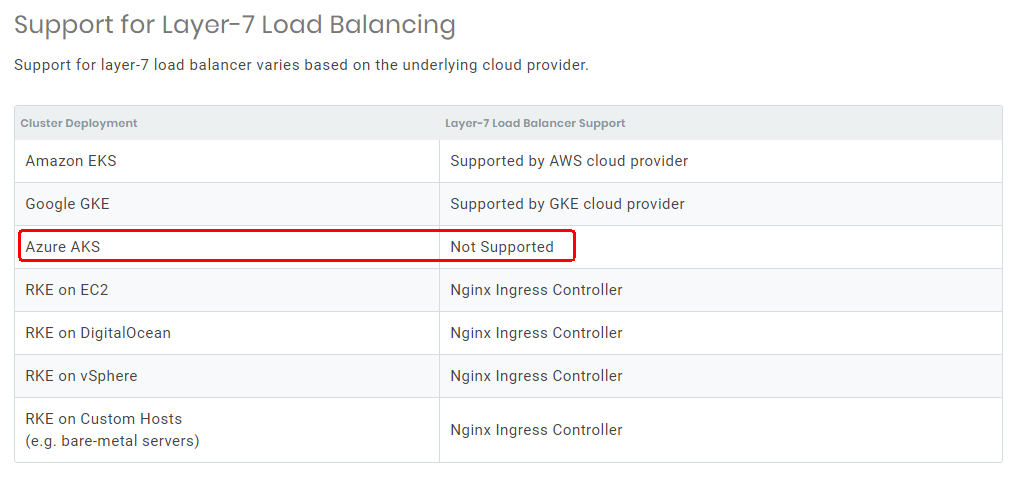 Support for Layer-7 Load Balancing
Support for layer-7 load balancer varies based on the underlying cloud provider.
Cluster Deployment Layer-7 Load Balancer Support
Amazon EKS Supported by AWS cloud provider
Google GKE Supported by GKE cloud provider
Azure AKS Not Supported
RKE on EC2 Nginx Ingress Controller
RKE on DigitalOcean Nginx Ingress Controller
RKE on vSphere Nginx Ingress Controller
RKE on Custom Hosts
(e.g. bare-metal servers) Nginx Ingress Controller